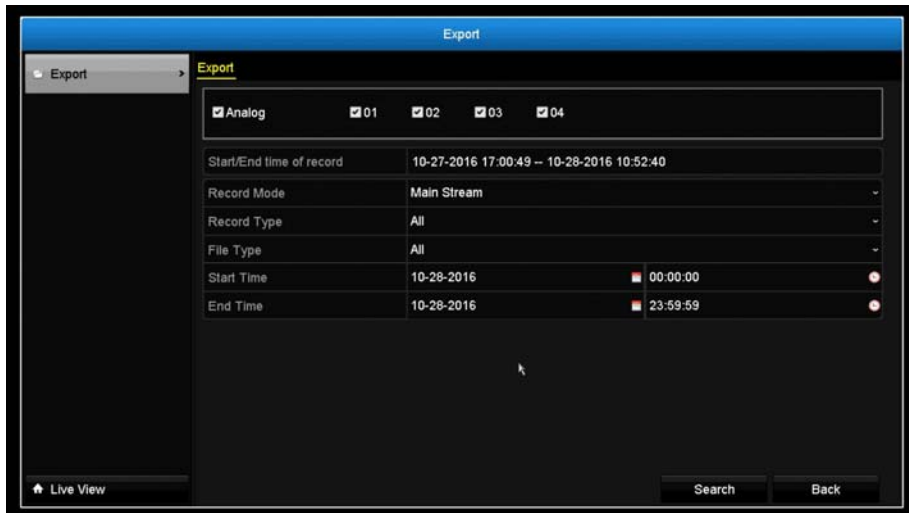 Export
Export
Export
Analog 01 02 03 04
Start/End time of record 10-27-2016 17:00:49 -- 10-28-2016 10:52:40
Record Mode Main Stream
Record Type All
File Type All
Start Time 10-28-2016 00:00:00
End Time 10-28-2016 23:59:59
Live View Search Back